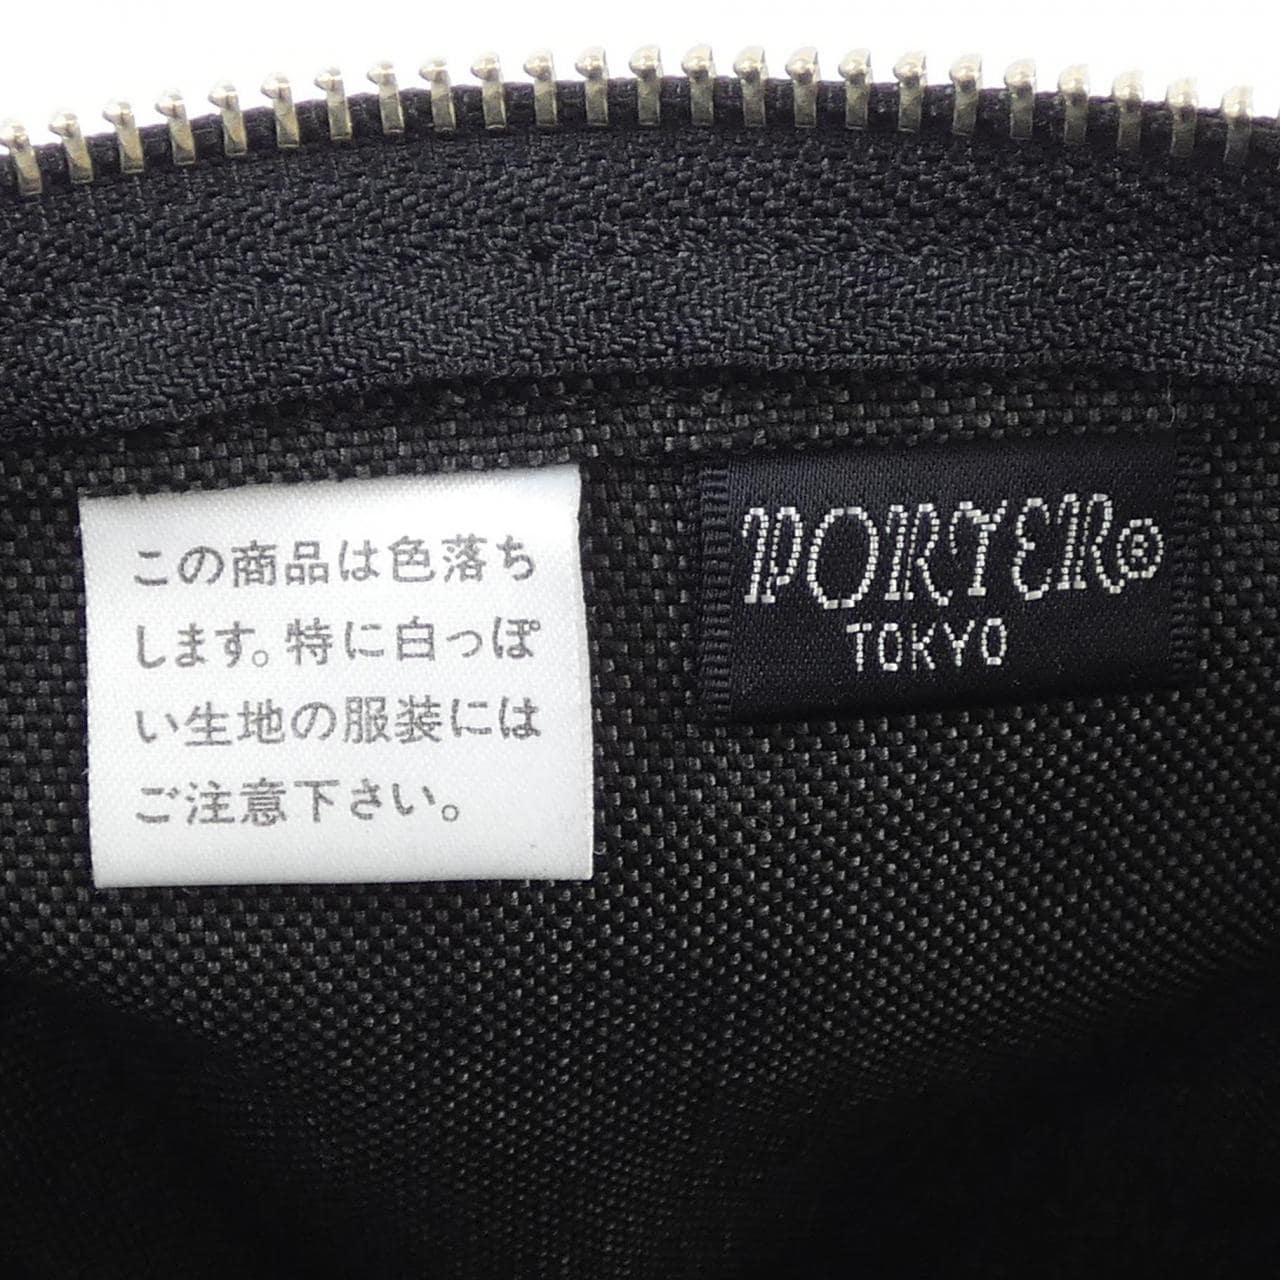 この商品は色落ち
します。特に白っぽ
い生地の服装には
ご注意下さい。
PORTER®
TOKYO